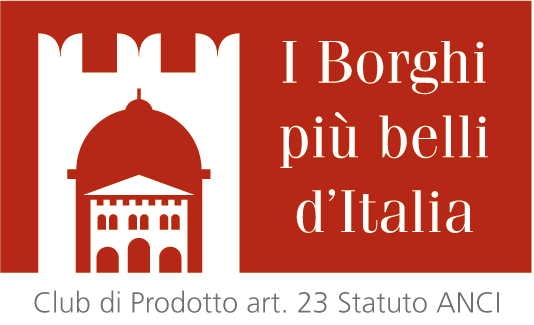 I Borghi
più belli
d'Italia
Club di Prodotto art. 23 Statuto ANCI